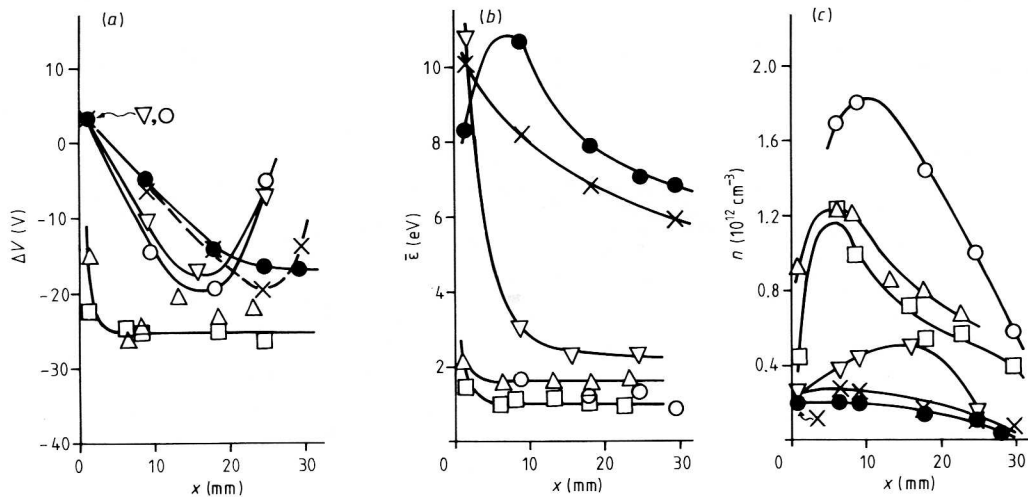 (a)
10
0
-10
-20
-30
-40
ΔV (V)
▽,○
0 10 20 30
x (mm)
(b)
10
8
6
4
2
ε̄ (eV)
0 10 20 30
x (mm)
(c)
2.0
1.6
1.2
0.8
0.4
n (10¹² cm⁻³)
0 10 20 30
x (mm)